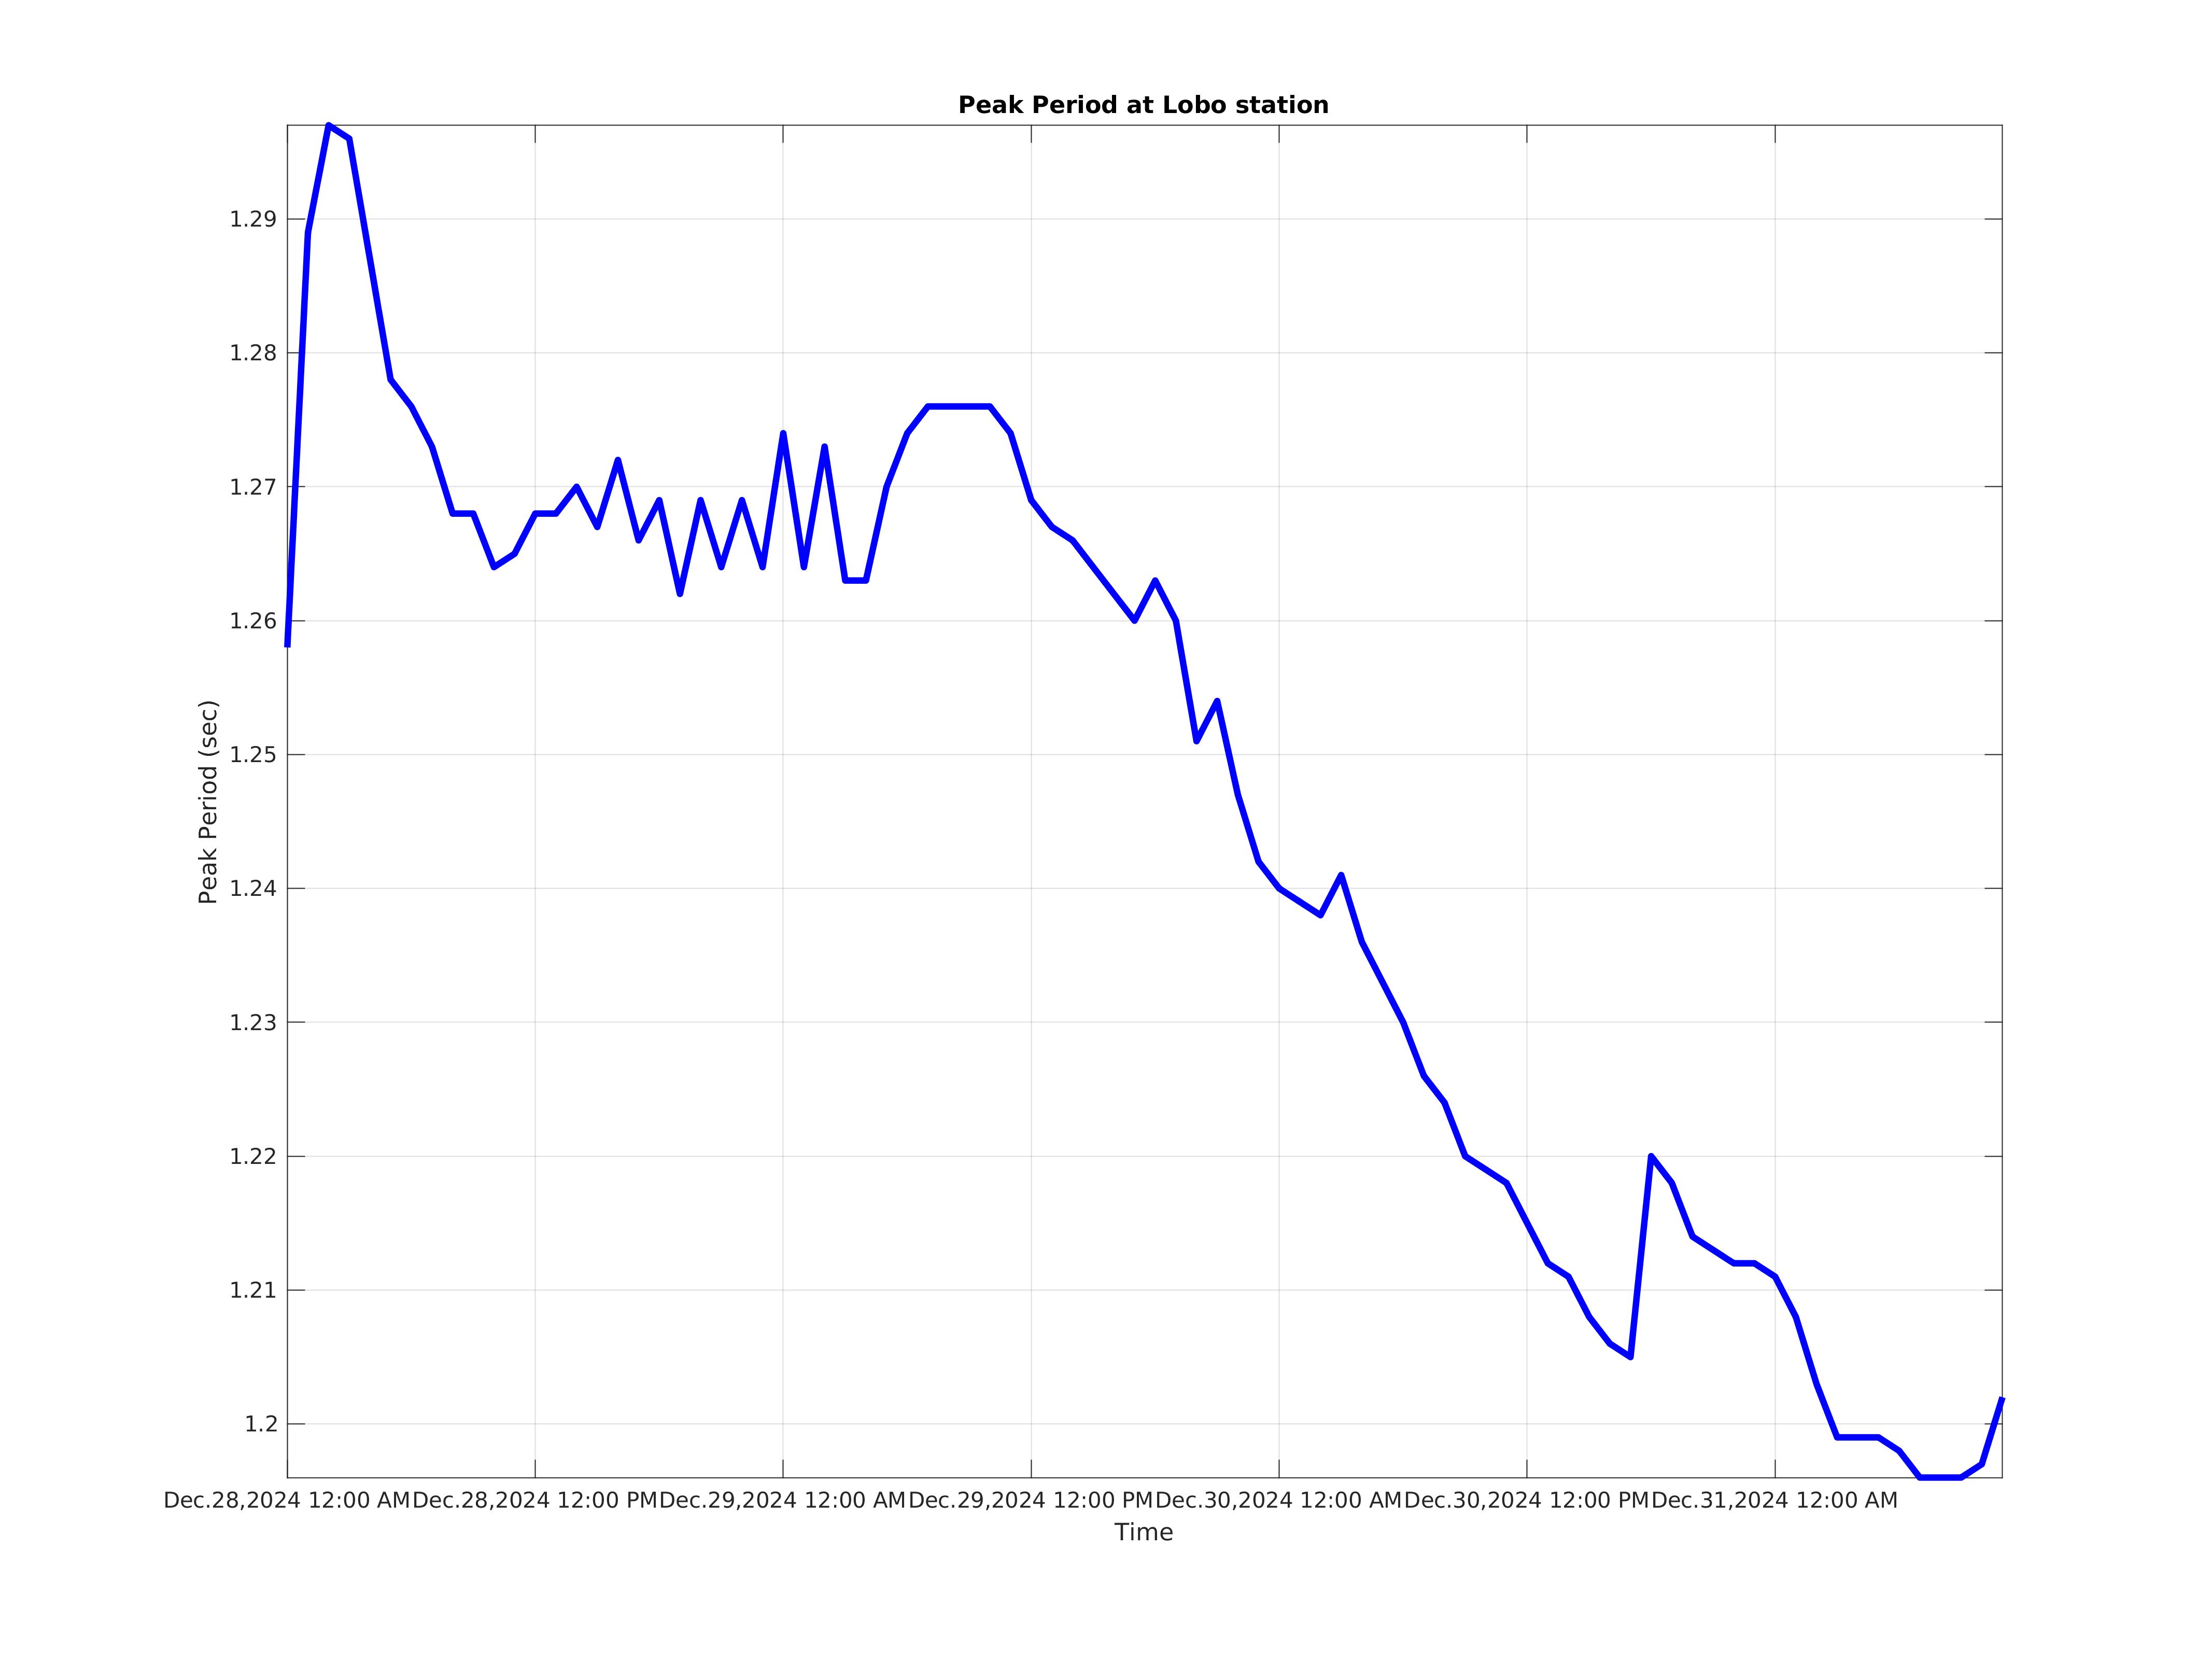 Peak Period at Lobo station
1.29
1.28
1.27
1.26
1.25
1.24
1.23
1.22
1.21
1.2
Peak Period (sec)
Dec.28,2024 12:00 AM Dec.28,2024 12:00 PM Dec.29,2024 12:00 AM Dec.29,2024 12:00 PM Dec.30,2024 12:00 AM Dec.30,2024 12:00 PM Dec.31,2024 12:00 AM
Time